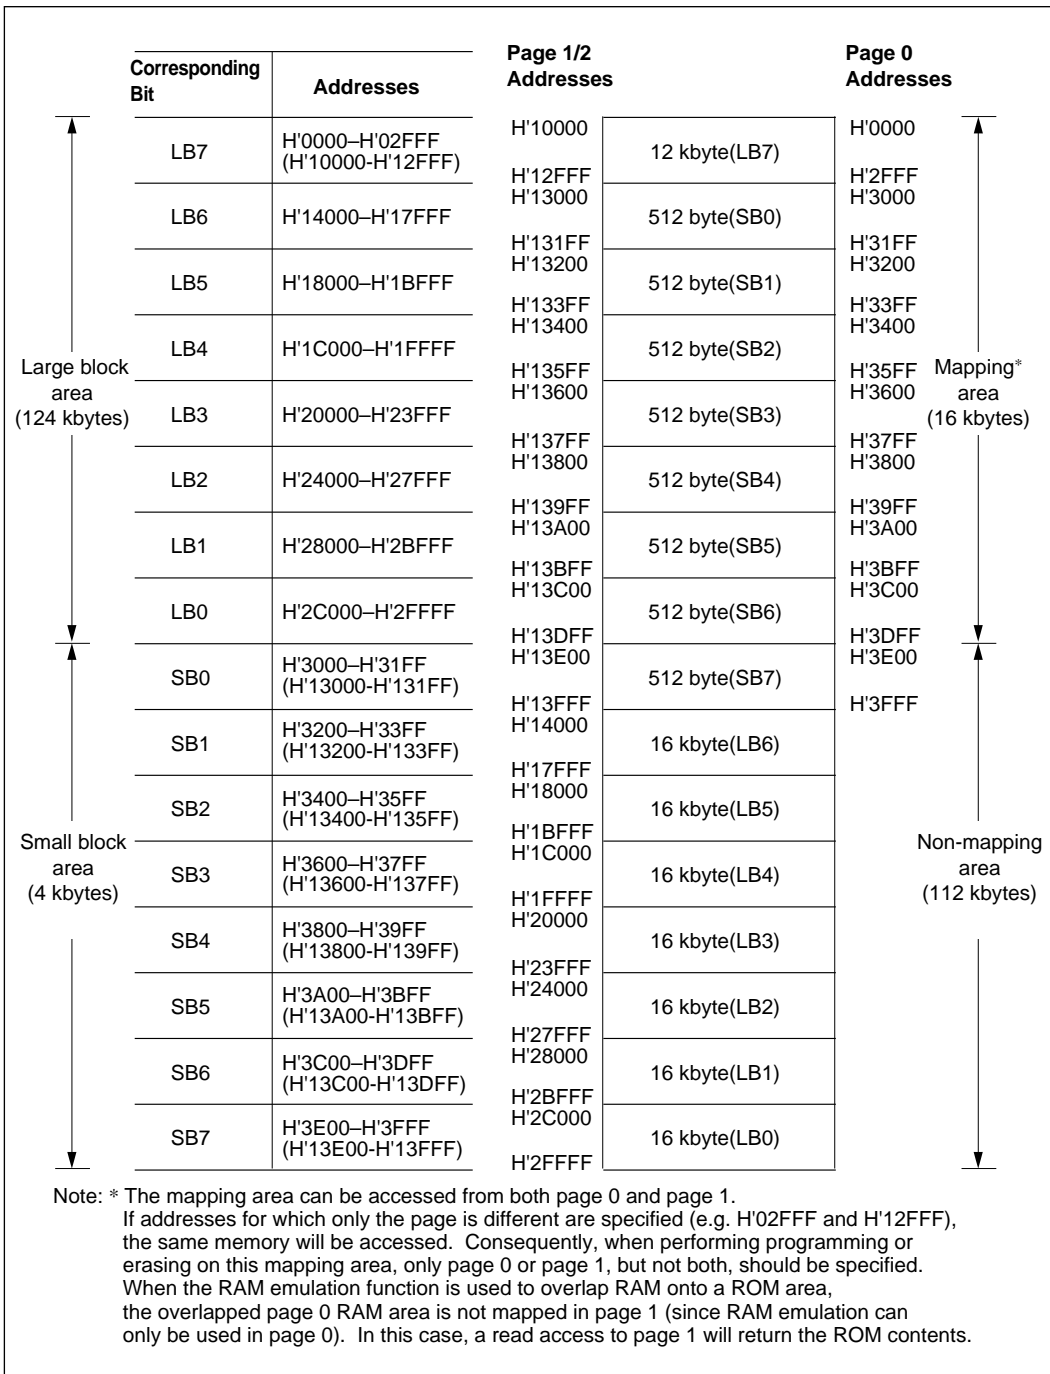 Corresponding Bit
Addresses
Page 1/2 Addresses
Page 0 Addresses
LB7
H'0000–H'02FFF
(H'10000-H'12FFF)
LB6
H'14000–H'17FFF
LB5
H'18000–H'1BFFF
LB4
H'1C000–H'1FFFF
LB3
H'20000–H'23FFF
LB2
H'24000–H'27FFF
LB1
H'28000–H'2BFFF
LB0
H'2C000–H'2FFFF
SB0
H'3000–H'31FF
(H'13000-H'131FF)
SB1
H'3200–H'33FF
(H'13200-H'133FF)
SB2
H'3400–H'35FF
(H'13400-H'135FF)
SB3
H'3600–H'37FF
(H'13600-H'137FF)
SB4
H'3800–H'39FF
(H'13800-H'139FF)
SB5
H'3A00–H'3BFF
(H'13A00-H'13BFF)
SB6
H'3C00–H'3DFF
(H'13C00-H'13DFF)
SB7
H'3E00–H'3FFF
(H'13E00-H'13FFF)
Large block
area
(124 kbytes)
Small block
area
(4 kbytes)
H'10000
H'12FFF
H'13000
H'131FF
H'13200
H'133FF
H'13400
H'135FF
H'13600
H'137FF
H'13800
H'139FF
H'13A00
H'13BFF
H'13C00
H'13DFF
H'13E00
H'13FFF
H'14000
H'17FFF
H'18000
H'1BFFF
H'1C000
H'1FFFF
H'20000
H'23FFF
H'24000
H'27FFF
H'28000
H'2BFFF
H'2C000
H'2FFFF
12 kbyte(LB7)
512 byte(SB0)
512 byte(SB1)
512 byte(SB2)
512 byte(SB3)
512 byte(SB4)
512 byte(SB5)
512 byte(SB6)
512 byte(SB7)
16 kbyte(LB6)
16 kbyte(LB5)
16 kbyte(LB4)
16 kbyte(LB3)
16 kbyte(LB2)
16 kbyte(LB1)
16 kbyte(LB0)
H'0000
H'2FFF
H'3000
H'31FF
H'3200
H'33FF
H'3400
H'35FF
H'3600
H'37FF
H'3800
H'39FF
H'3A00
H'3BFF
H'3C00
H'3DFF
H'3E00
H'3FFF
Mapping*
area
(16 kbytes)
Non-mapping
area
(112 kbytes)
Note: * The mapping area can be accessed from both page 0 and page 1.
If addresses for which only the page is different are specified (e.g. H'02FFF and H'12FFF),
the same memory will be accessed. Consequently, when performing programming or
erasing on this mapping area, only page 0 or page 1, but not both, should be specified.
When the RAM emulation function is used to overlap RAM onto a ROM area,
the overlapped page 0 RAM area is not mapped in page 1 (since RAM emulation can
only be used in page 0). In this case, a read access to page 1 will return the ROM contents.